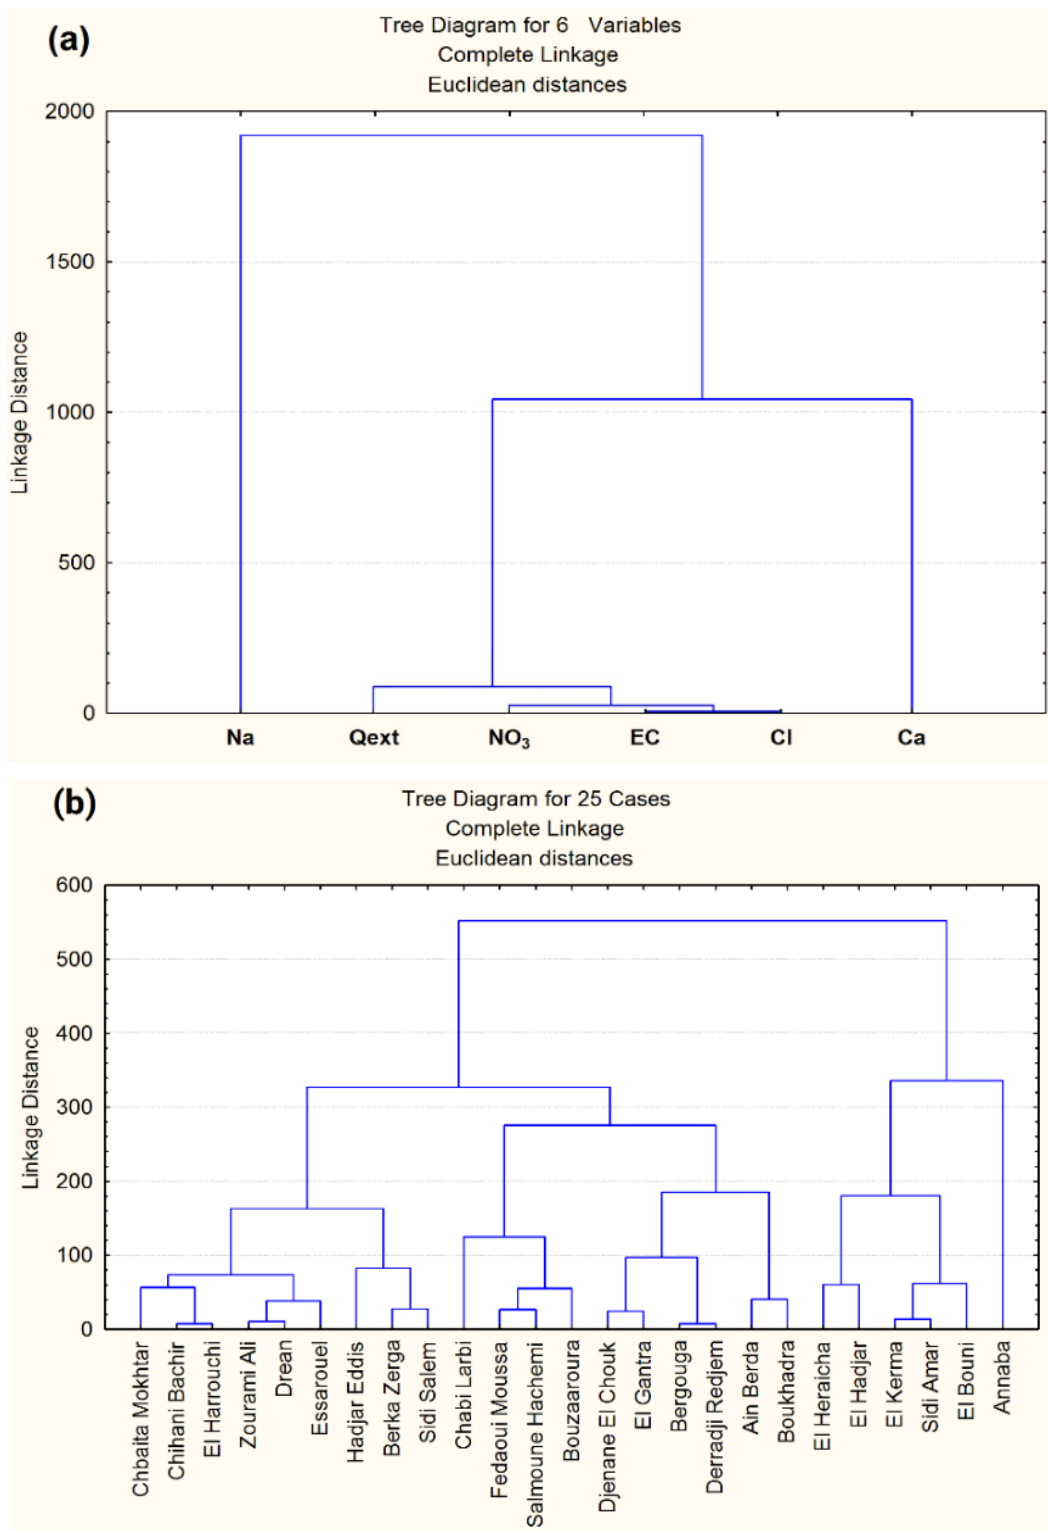 (a)
Tree Diagram for 6 Variables
Complete Linkage
Euclidean distances
2000
1500
1000
500
0
Linkage Distance
Na Qext NO₃ EC Cl Ca
(b)
Tree Diagram for 25 Cases
Complete Linkage
Euclidean distances
600
500
400
300
200
100
0
Linkage Distance
Chbaita Mokhtar
Chihani Bachir
El Harrouchi
Zourami Ali
Drean
Essarouel
Hadjar Eddis
Berka Zerga
Sidi Salem
Chabi Larbi
Fedaoui Moussa
Salmoune Hachemi
Bouzaaroura
Djenane El Chouk
El Gantra
Bergouga
Derradji Redjem
Ain Berda
Boukhadra
El Heraicha
El Hadjar
El Kerma
Sidi Amar
El Bouni
Annaba